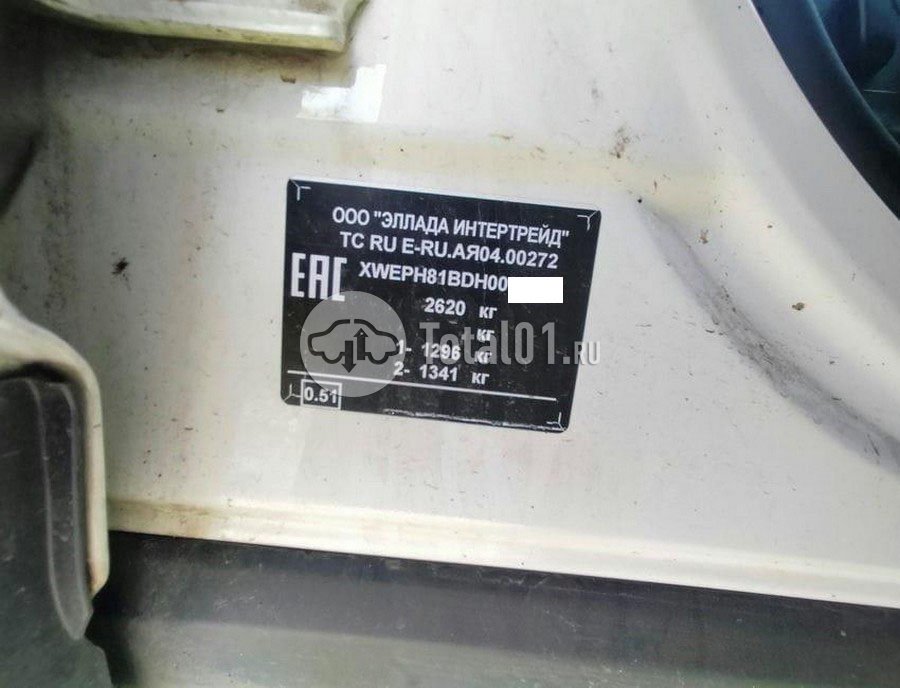 ООО "ЭЛЛАДА ИНТЕРТРЕЙД"
ТС RU E-RU.АЯ04.00272
EAC
XWEPH81BDH00
2620 кг
кг
1- 1296 кг
2- 1341 кг
0.51
Total01.ru